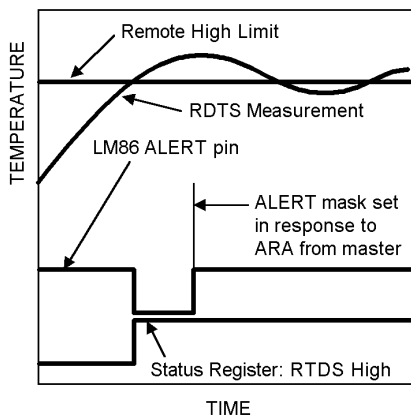 Remote High Limit
TEMPERATURE
RDTS Measurement
LM86 ALERT pin
ALERT mask set
in response to
ARA from master
Status Register: RTDS High
TIME